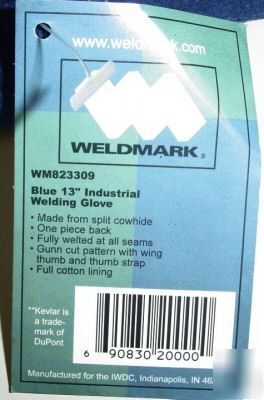 www.weldmark.com
WELDMARK®
WM823309
Blue 13" Industrial
Welding Glove
• Made from split cowhide
• One piece back
• Fully welted at all seams
• Gunn cut pattern with wing
thumb and thumb strap
• Full cotton lining
**Kevlar is
a trade-
mark of
DuPont
6 90830 20000
Manufactured for the IWDC, Indianapolis, IN 46